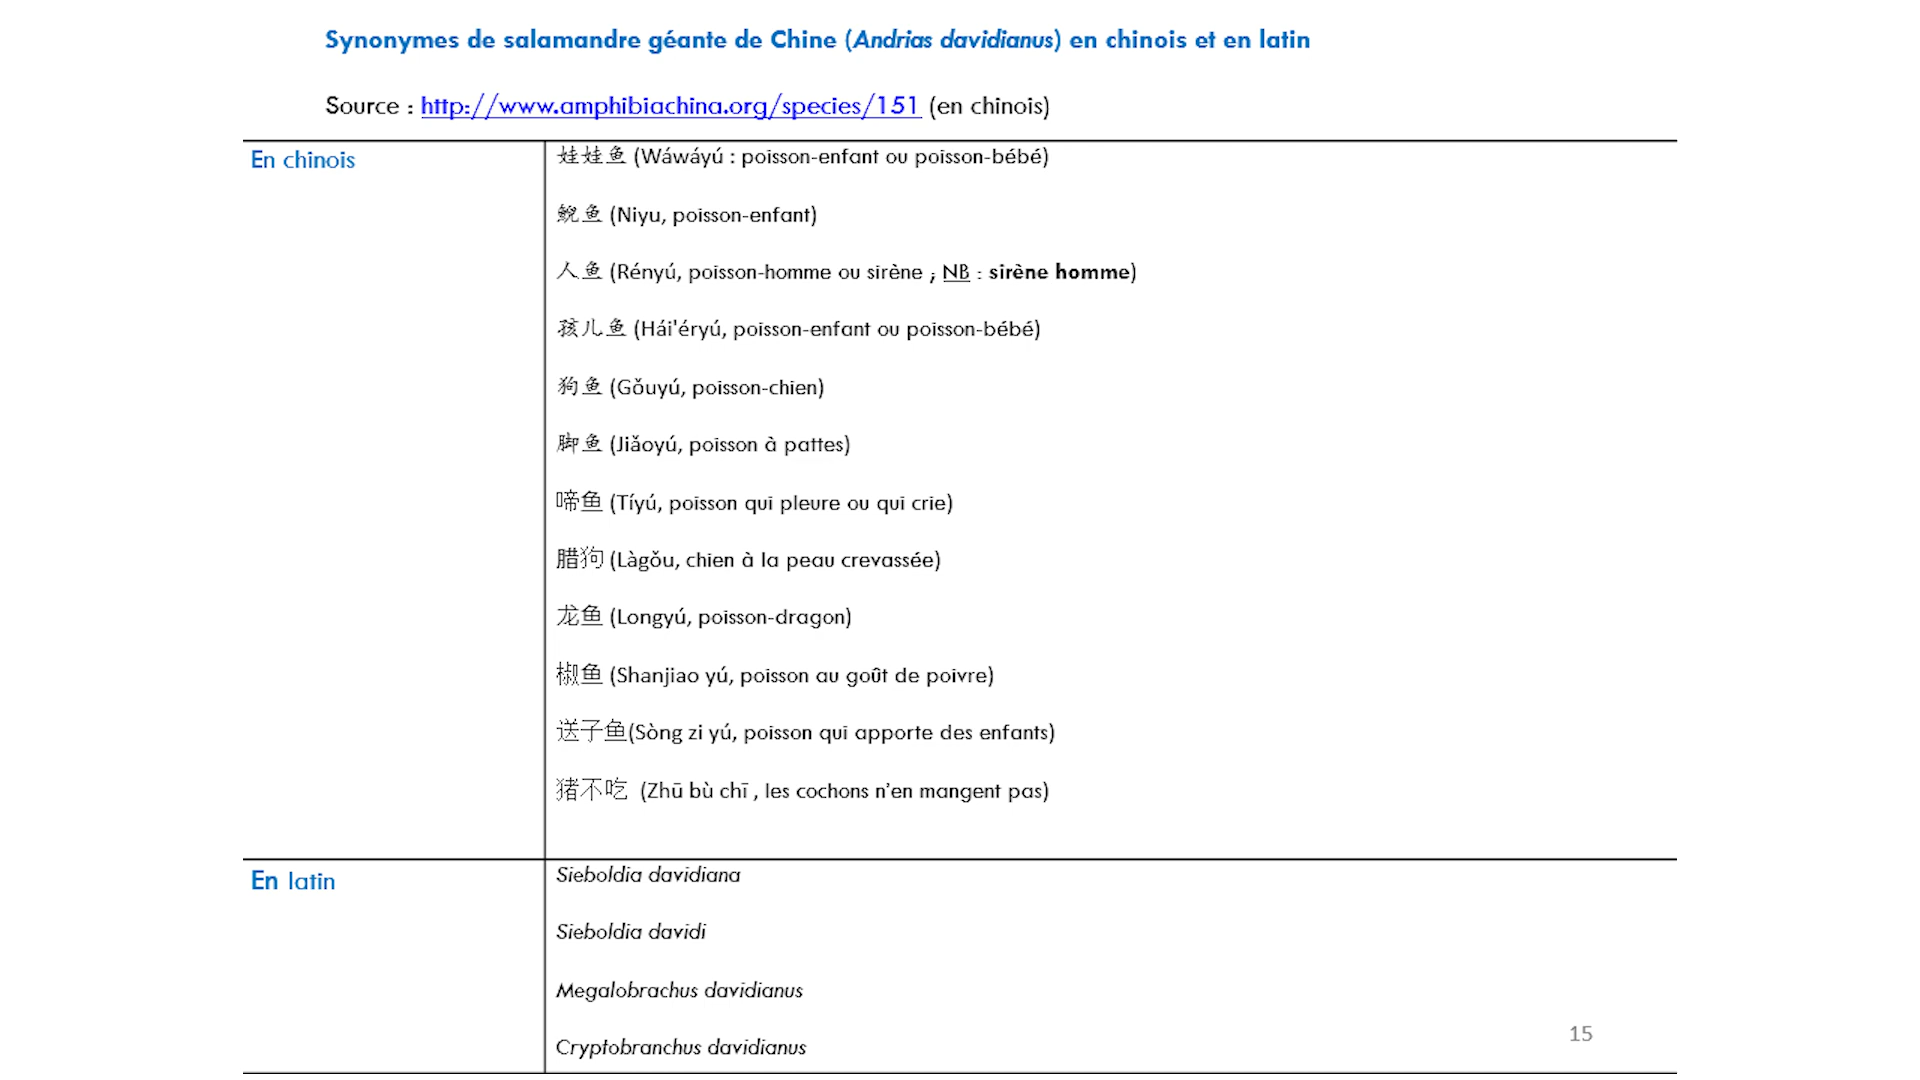 Synonymes de salamandre géante de Chine (Andrias davidianus) en chinois et en latin
Source : http://www.amphibiachina.org/species/151 (en chinois)
En chinois
娃娃鱼 (Wáwáyú : poisson-enfant ou poisson-bébé)
鲵鱼 (Niyu, poisson-enfant)
人鱼 (Rényú, poisson-homme ou sirène ; NB : sirène homme)
孩儿鱼 (Hái'éryú, poisson-enfant ou poisson-bébé)
狗鱼 (Gǒuyú, poisson-chien)
脚鱼 (Jiǎoyú, poisson à pattes)
啼鱼 (Tíyú, poisson qui pleure ou qui crie)
腊狗 (Làgǒu, chien à la peau crevassée)
龙鱼 (Longyú, poisson-dragon)
椒鱼 (Shanjiao yú, poisson au goût de poivre)
送子鱼(Sòng zi yú, poisson qui apporte des enfants)
猪不吃 (Zhū bù chī , les cochons n’en mangent pas)
En latin
Sieboldia davidiana
Sieboldia davidi
Megalobrachus davidianus
Cryptobranchus davidianus
15